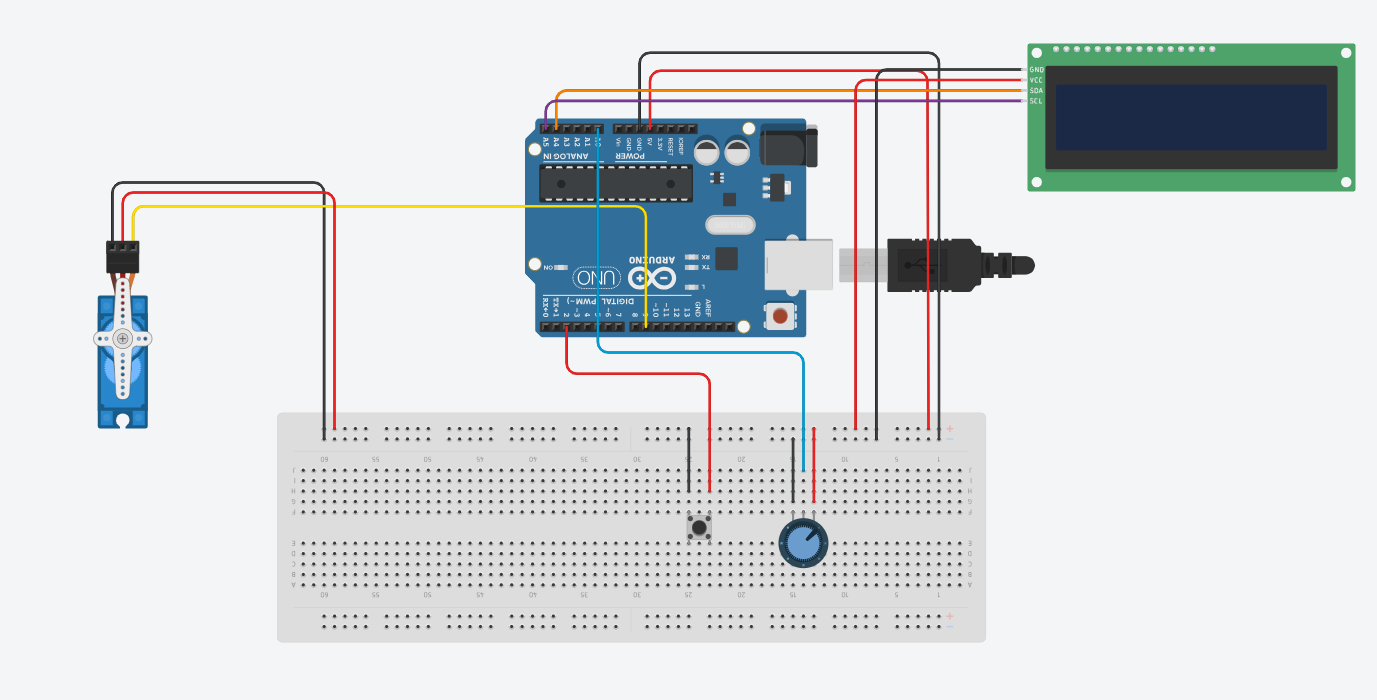 GND
VCC
SDA
SCL
A5
A4
A3
A2
A1
A0
Vin
GND
GND
5V
3.3V
RESET
IOREF
ANALOG IN
POWER
ON
UNO
ARDUINO
RX
TX
L
DIGITAL (PWM~)
RX←0
TX→1
2
~3
4
~6
7
8
~10
~11
12
13
GND
AREF
+
−
60
55
50
45
40
35
30
25
20
15
10
5
1
J
I
H
G
F
J
I
H
G
F
E
D
C
B
A
E
D
C
B
A
60
55
50
45
40
35
30
25
20
15
10
5
1
+
−